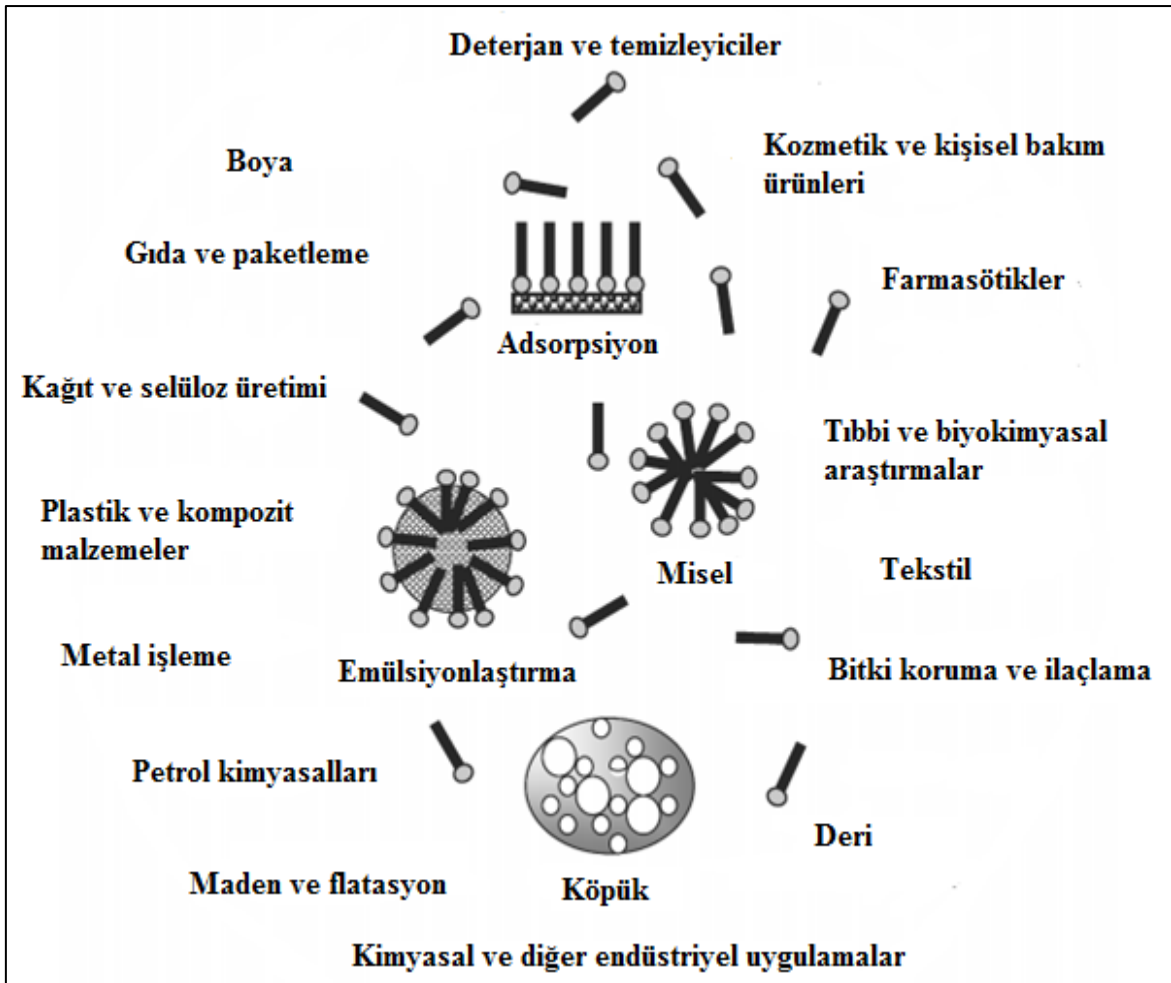 Deterjan ve temizleyiciler
Boya
Kozmetik ve kişisel bakım
ürünleri
Gıda ve paketleme
Farmasötikler
Adsorpsiyon
Kağıt ve selüloz üretimi
Tıbbi ve biyokimyasal
araştırmalar
Plastik ve kompozit
malzemeler
Misel
Tekstil
Metal işleme
Emülsiyonlaştırma
Bitki koruma ve ilaçlama
Petrol kimyasalları
Deri
Maden ve flatasyon
Köpük
Kimyasal ve diğer endüstriyel uygulamalar